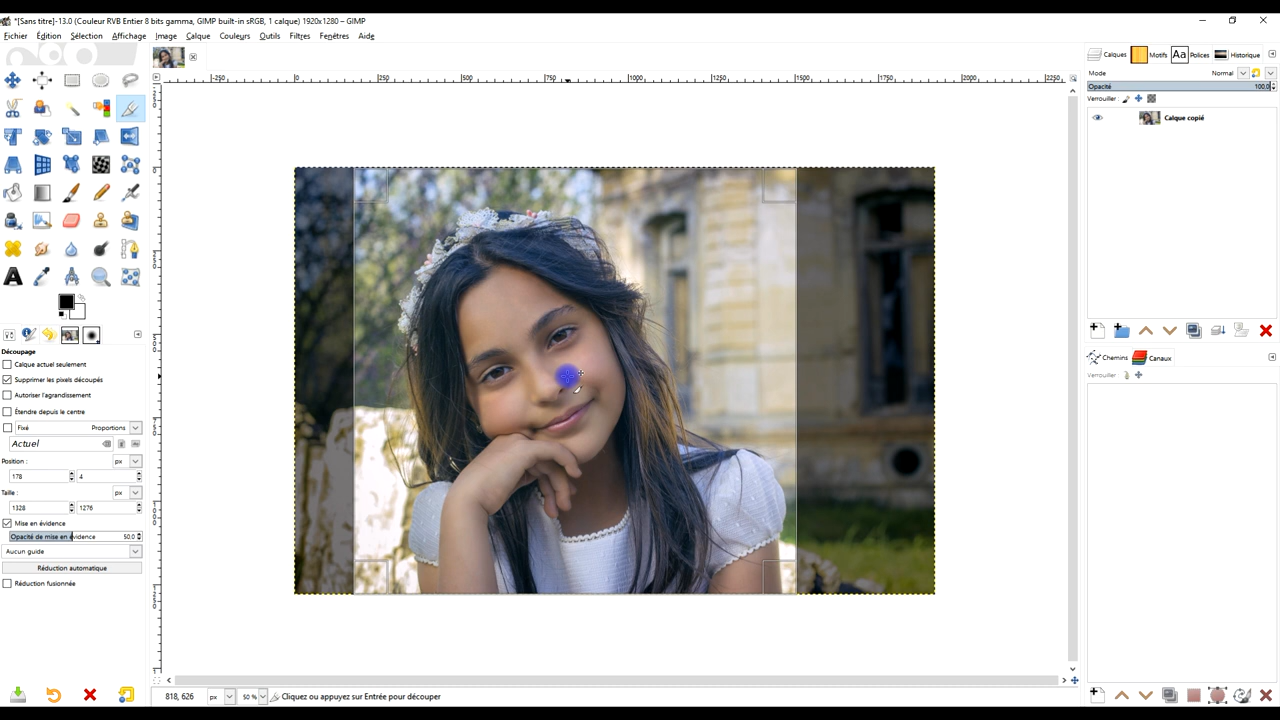 *[Sans titre]-13.0 (Couleur RVB Entier 8 bits gamma, GIMP built-in sRGB, 1 calque) 1920x1280 – GIMP
Fichier Édition Sélection Affichage Image Calque Couleurs Outils Filtres Fenêtres Aide
Calques Motifs Aa Polices Historique
Mode Normal
Opacité 100,0
Verrouiller :
Calque copié
-250 0 250 500 750 1000 1250 1500 1750 2000 2250
Découpage
Calque actuel seulement
Supprimer les pixels découpés
Autoriser l'agrandissement
Étendre depuis le centre
Fixé Proportions
Actuel
Position : px
178 4
Taille : px
1328 1276
Mise en évidence
Opacité de mise en évidence 50,0
Aucun guide
Réduction automatique
Réduction fusionnée
Chemins Canaux
Verrouiller :
818, 626 px 50 % Cliquez ou appuyez sur Entrée pour découper